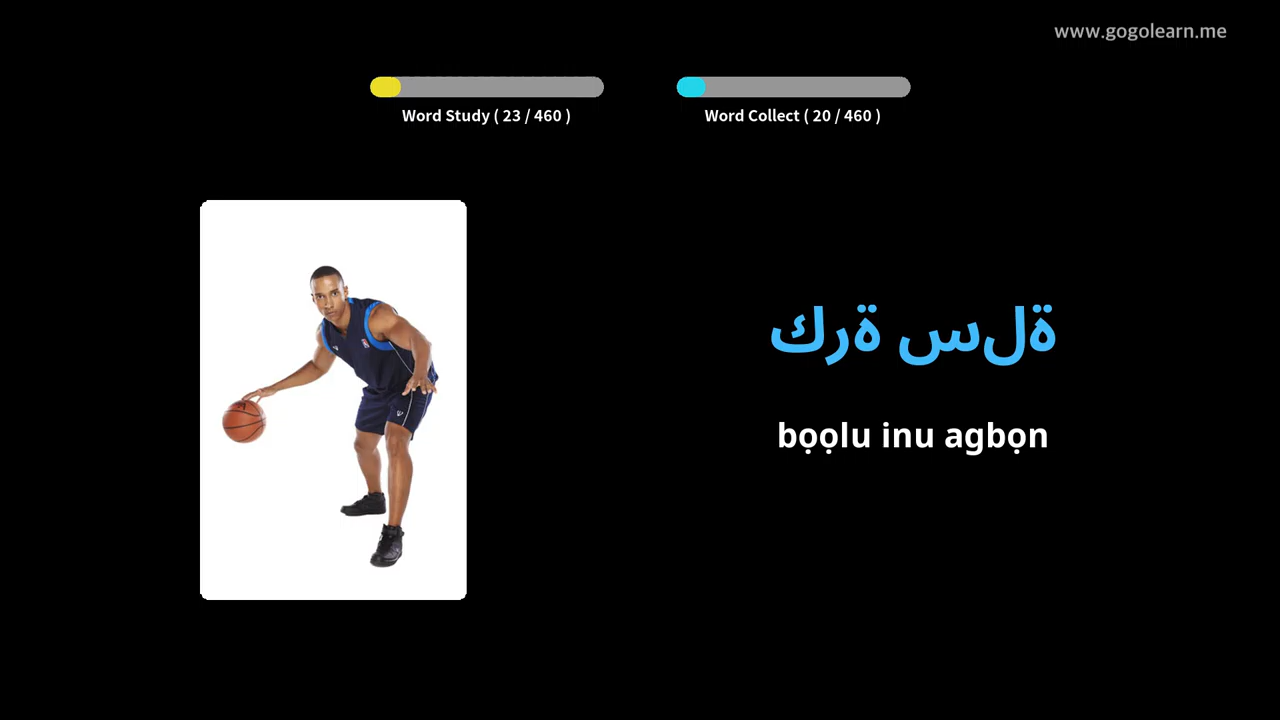 www.gogolearn.me
Word Study ( 23 / 460 )
Word Collect ( 20 / 460 )
كرة سلة
bọọlu inu agbọn